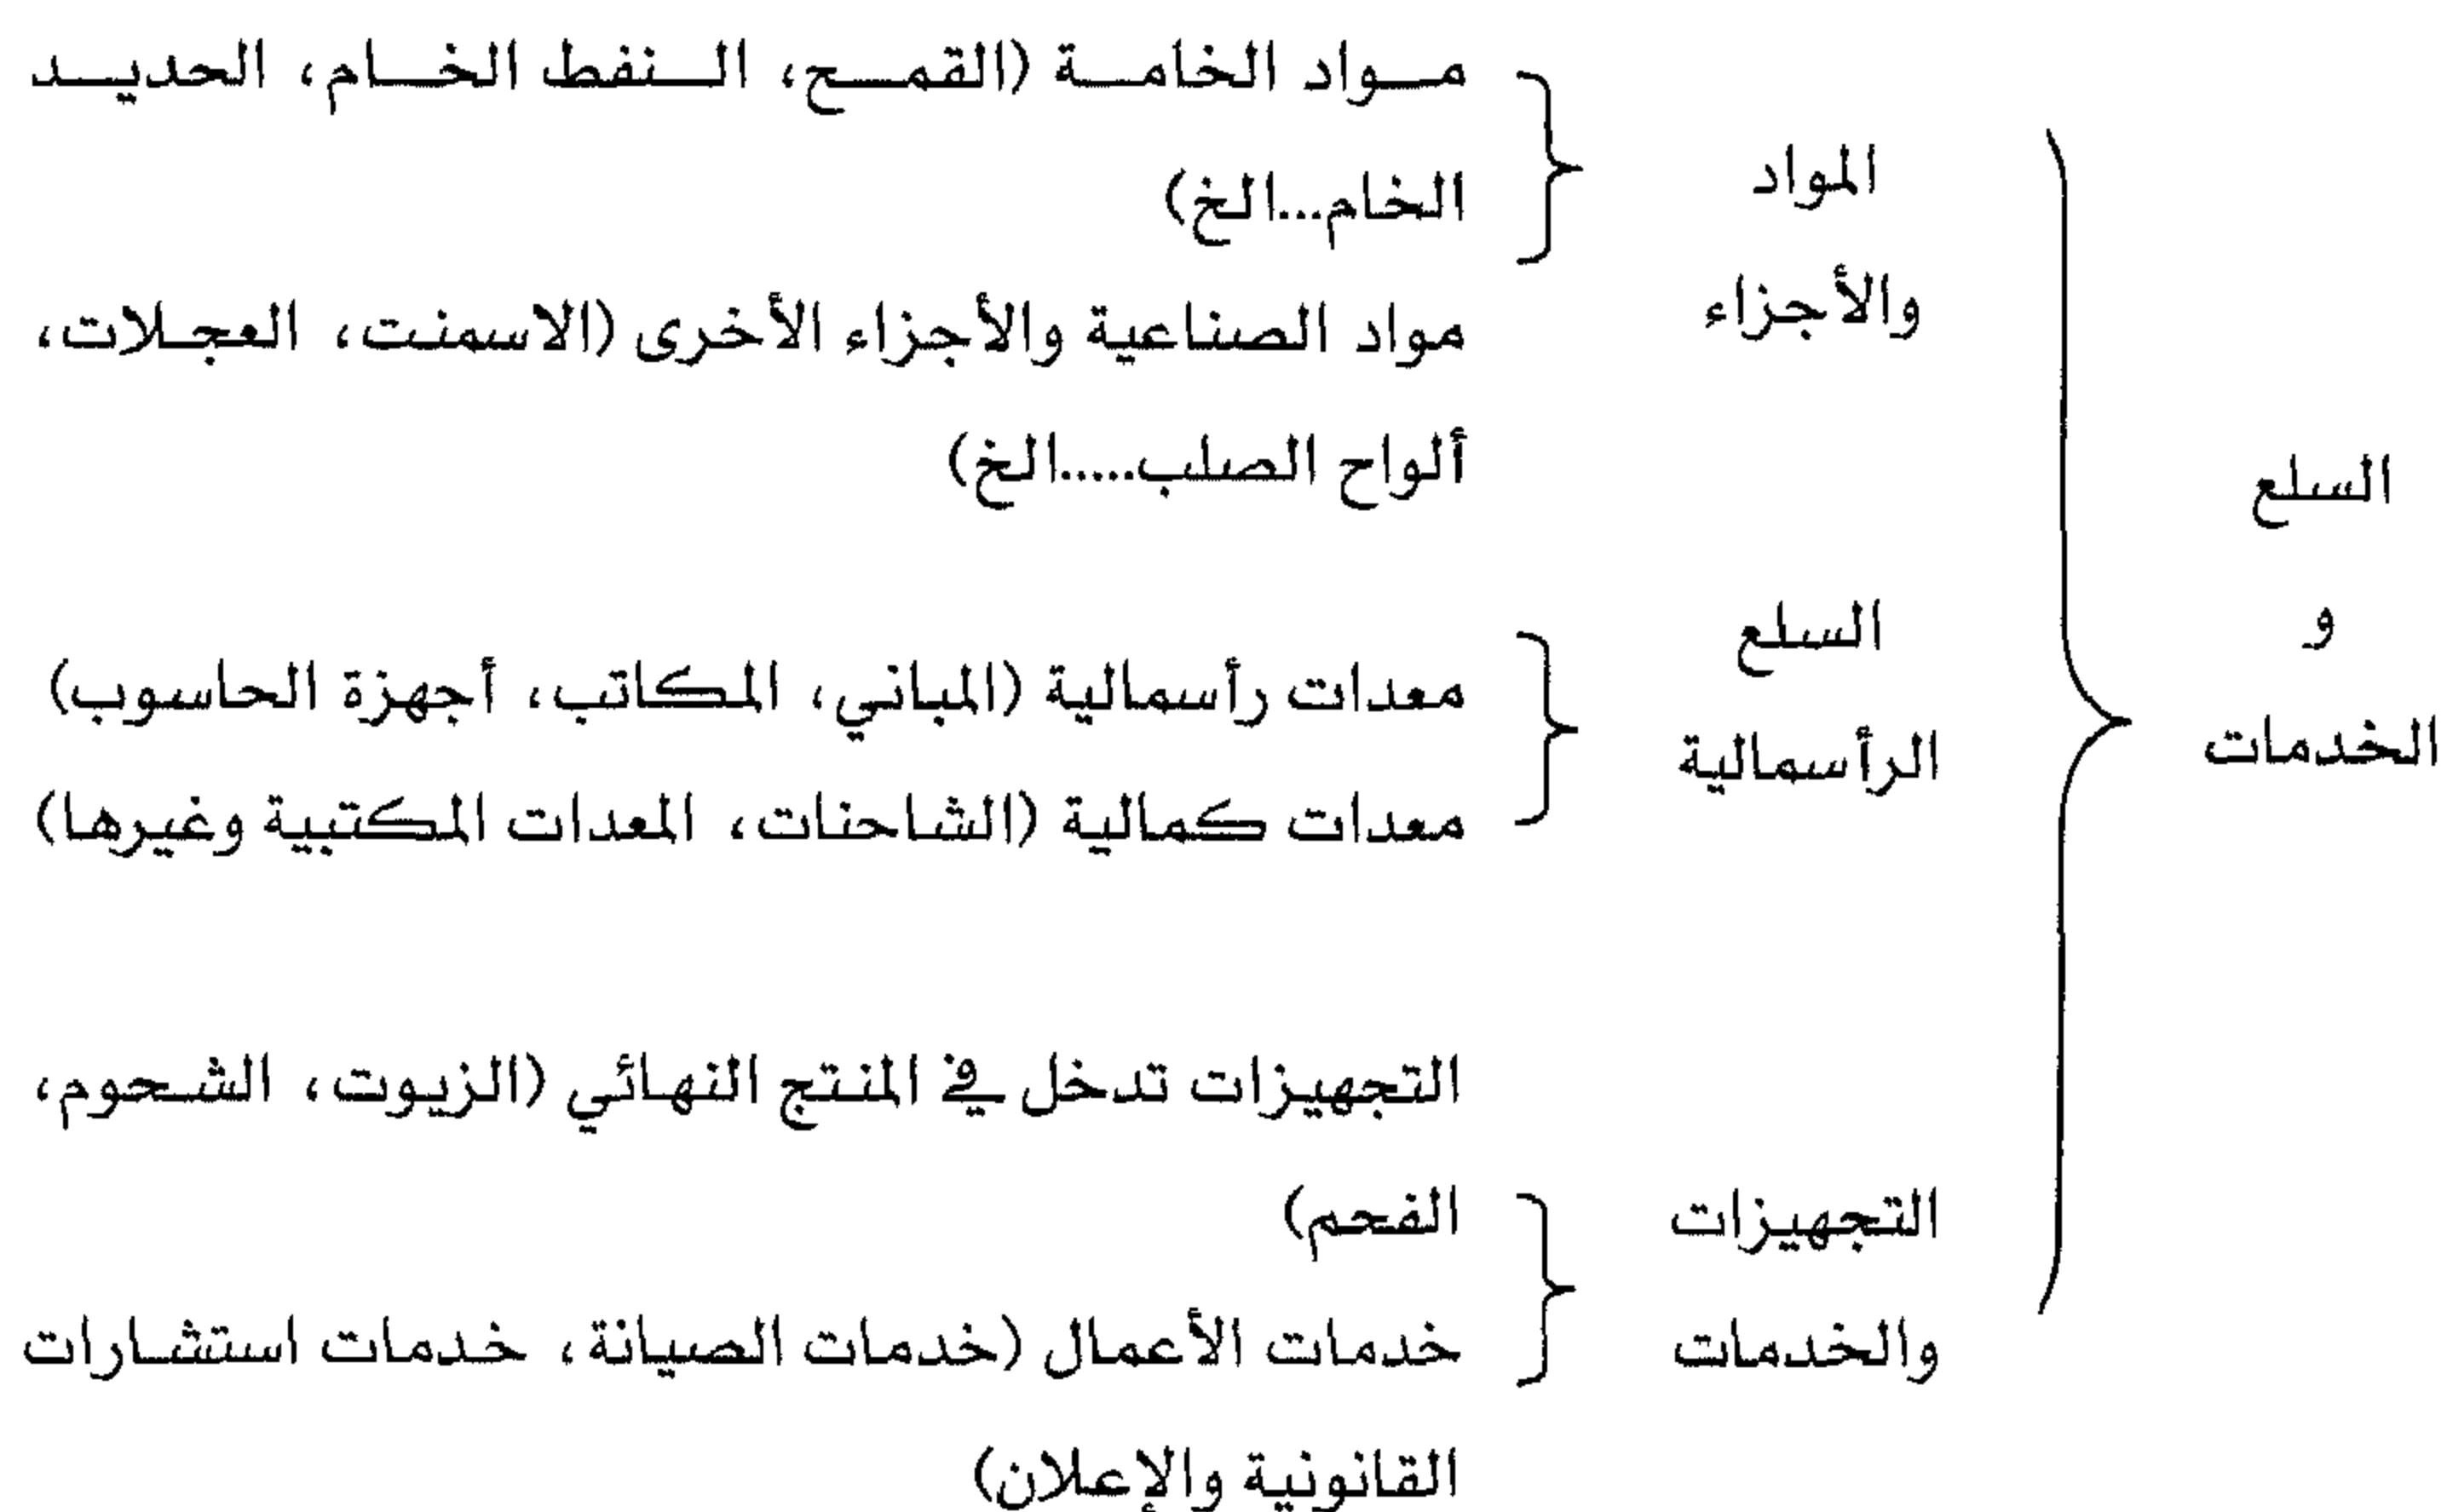 السلع
و
الخدمات
المواد
والأجزاء
مواد الخامة (القمح، النفط الخام، الحديد
الخام...الخ)
مواد الصناعية والأجزاء الأخرى (الاسمنت، العجلات،
ألواح الصلب.....الخ)
السلع
الرأسمالية
معدات رأسمالية (المباني، المكاتب، أجهزة الحاسوب)
معدات كمالية (الشاحنات، المعدات المكتبية وغيرها)
التجهيزات
والخدمات
التجهيزات تدخل في المنتج النهائي (الزيوت، الشحوم،
الفحم)
خدمات الأعمال (خدمات الصيانة، خدمات استشارات
القانونية والإعلان)